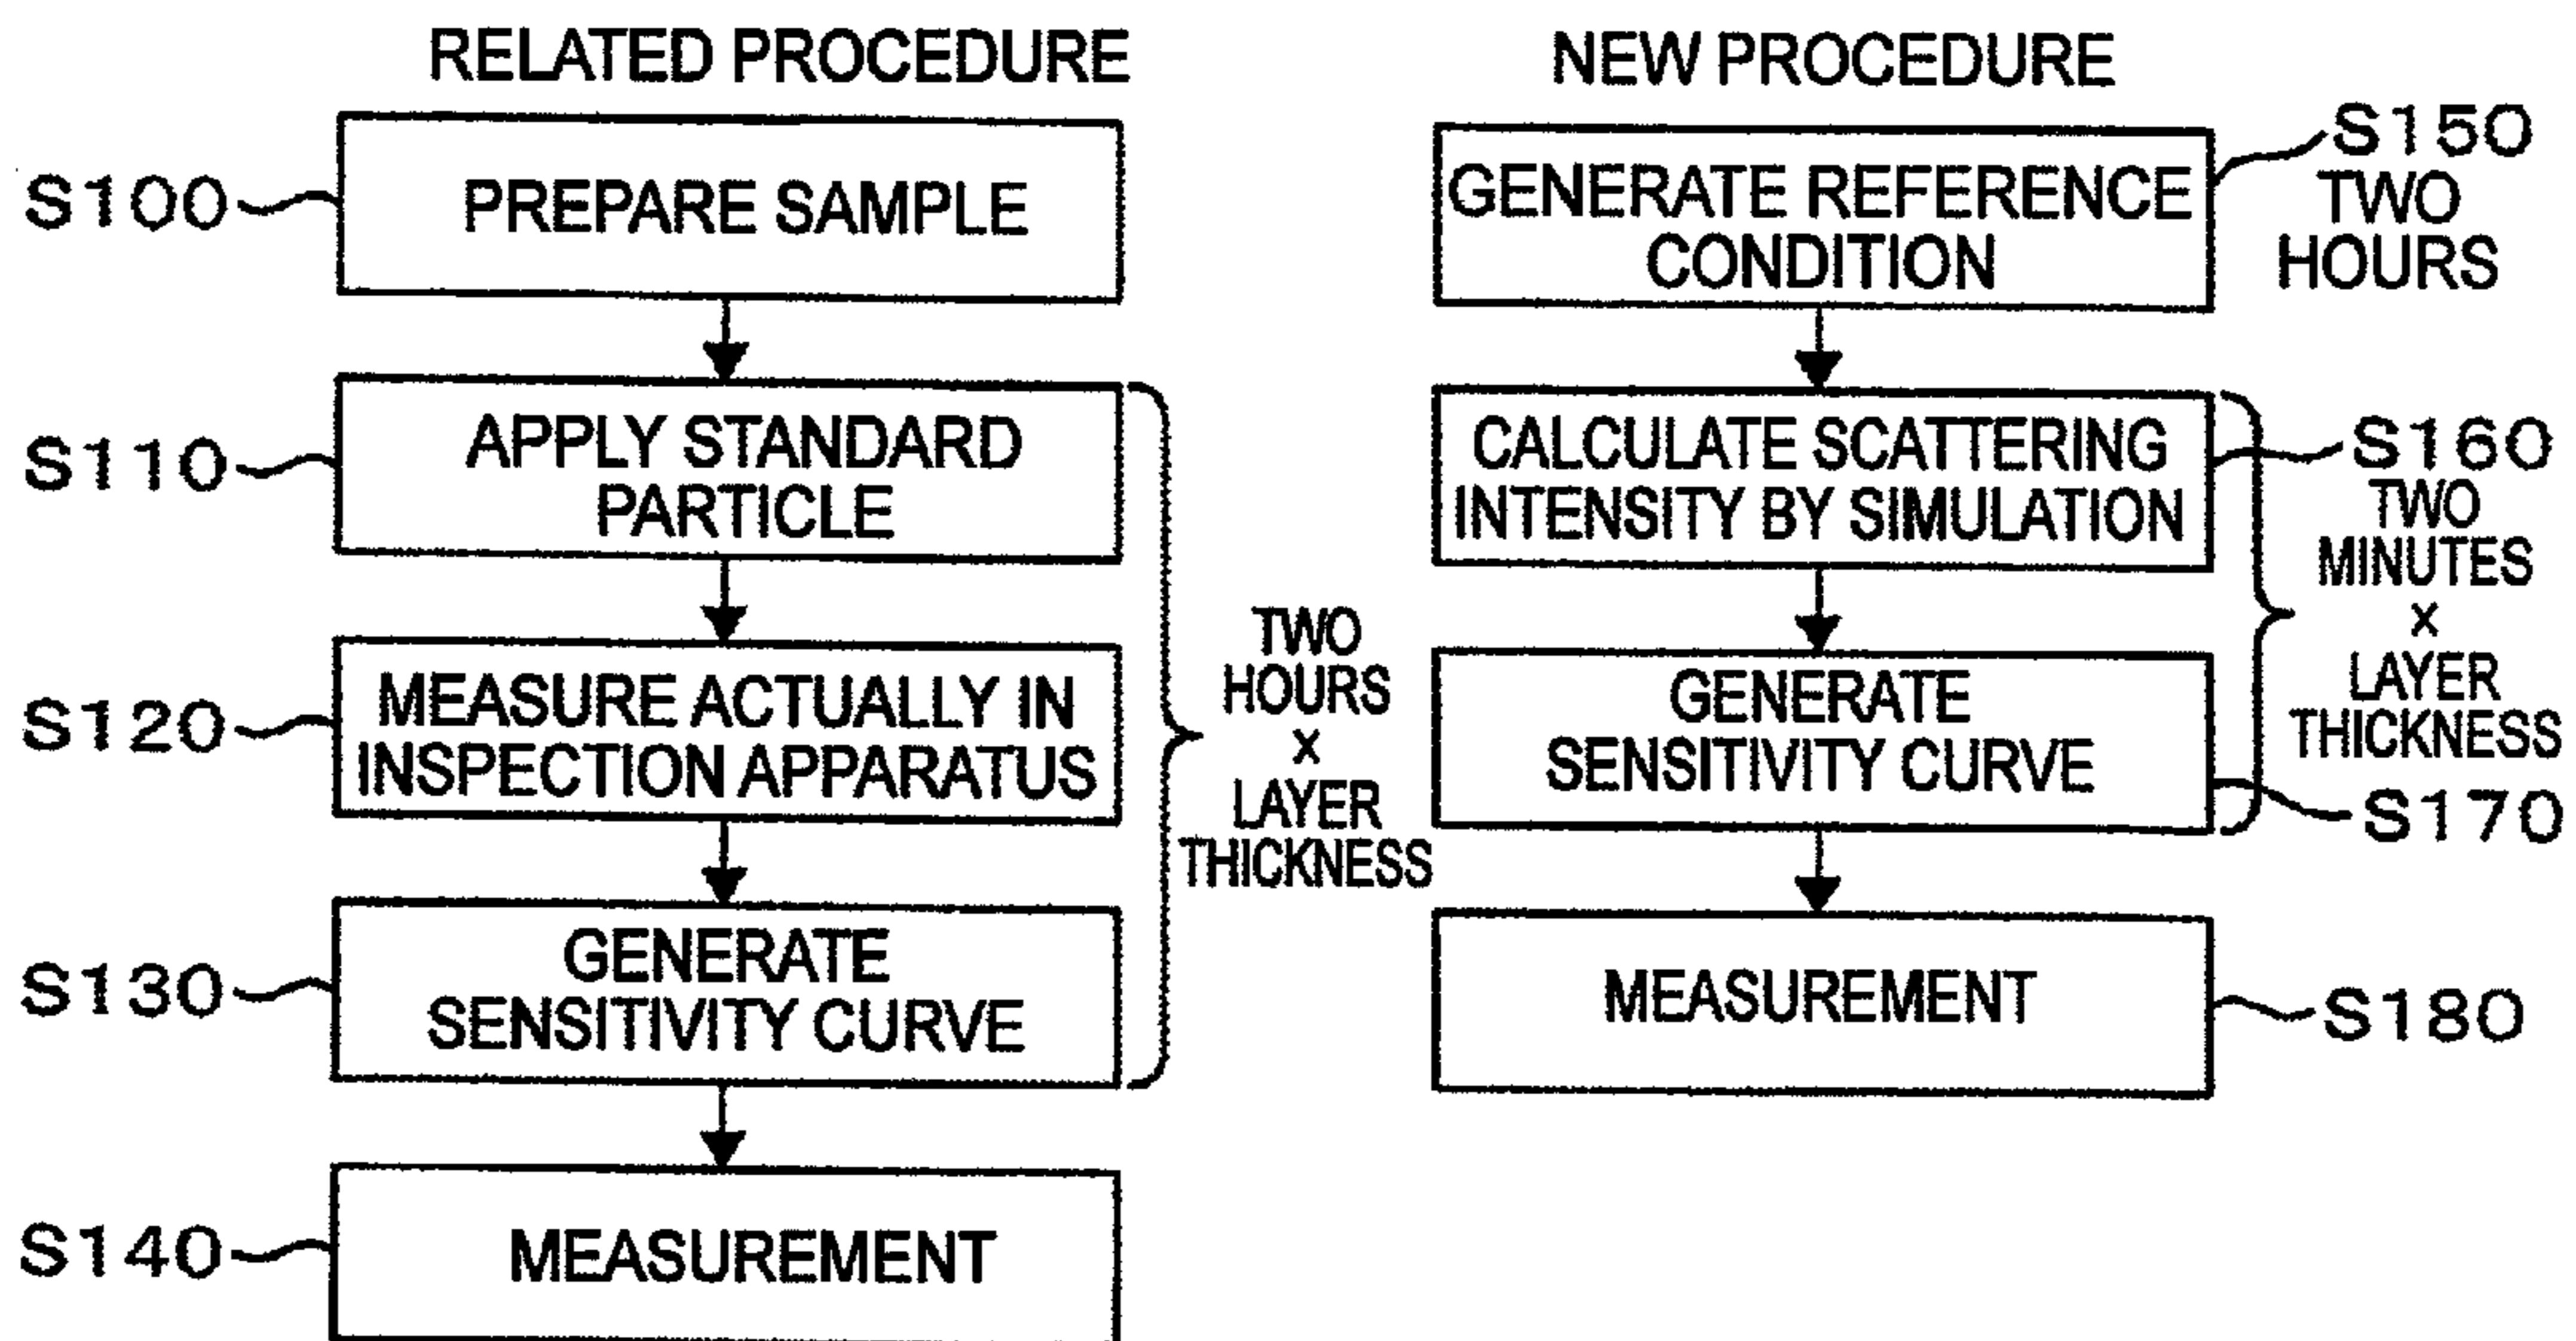 RELATED PROCEDURE
S100
PREPARE SAMPLE
S110
APPLY STANDARD
PARTICLE
S120
MEASURE ACTUALLY IN
INSPECTION APPARATUS
S130
GENERATE
SENSITIVITY CURVE
TWO
HOURS
×
LAYER
THICKNESS
S140
MEASUREMENT
NEW PROCEDURE
GENERATE REFERENCE
CONDITION
S150
TWO
HOURS
CALCULATE SCATTERING
INTENSITY BY SIMULATION
S160
TWO
MINUTES
×
LAYER
THICKNESS
GENERATE
SENSITIVITY CURVE
S170
MEASUREMENT
S180